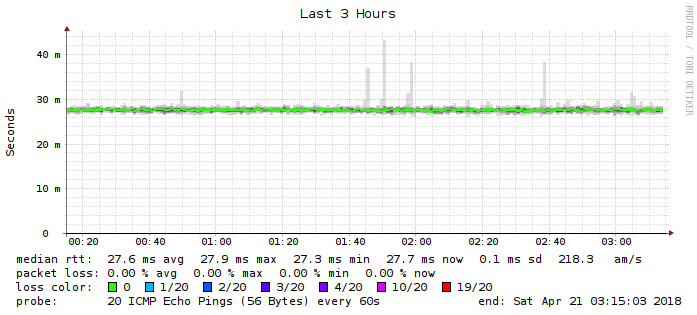 Last 3 Hours
RRDTOOL / TOBI OETIKER
Seconds
40 m
30 m
20 m
10 m
0
00:20 00:40 01:00 01:20 01:40 02:00 02:20 02:40 03:00
median rtt: 27.6 ms avg 27.9 ms max 27.3 ms min 27.7 ms now 0.1 ms sd 218.3 am/s
packet loss: 0.00 % avg 0.00 % max 0.00 % min 0.00 % now
loss color: 0 1/20 2/20 3/20 4/20 10/20 19/20
probe: 20 ICMP Echo Pings (56 Bytes) every 60s end: Sat Apr 21 03:15:03 2018